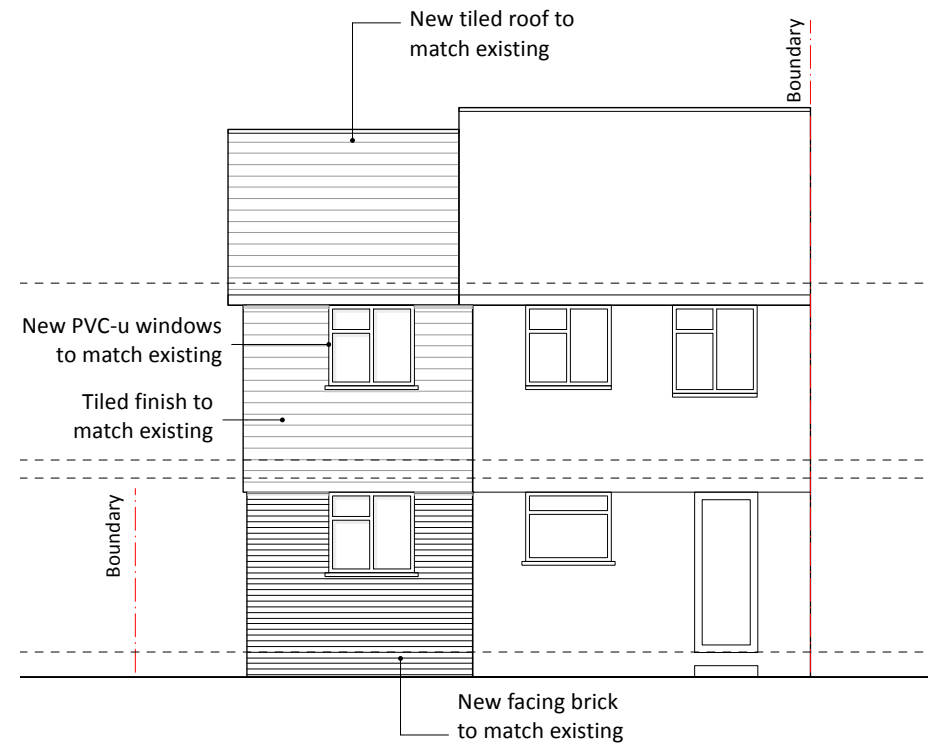 New tiled roof to
match existing
Boundary
New PVC-u windows
to match existing
Tiled finish to
match existing
Boundary
New facing brick
to match existing